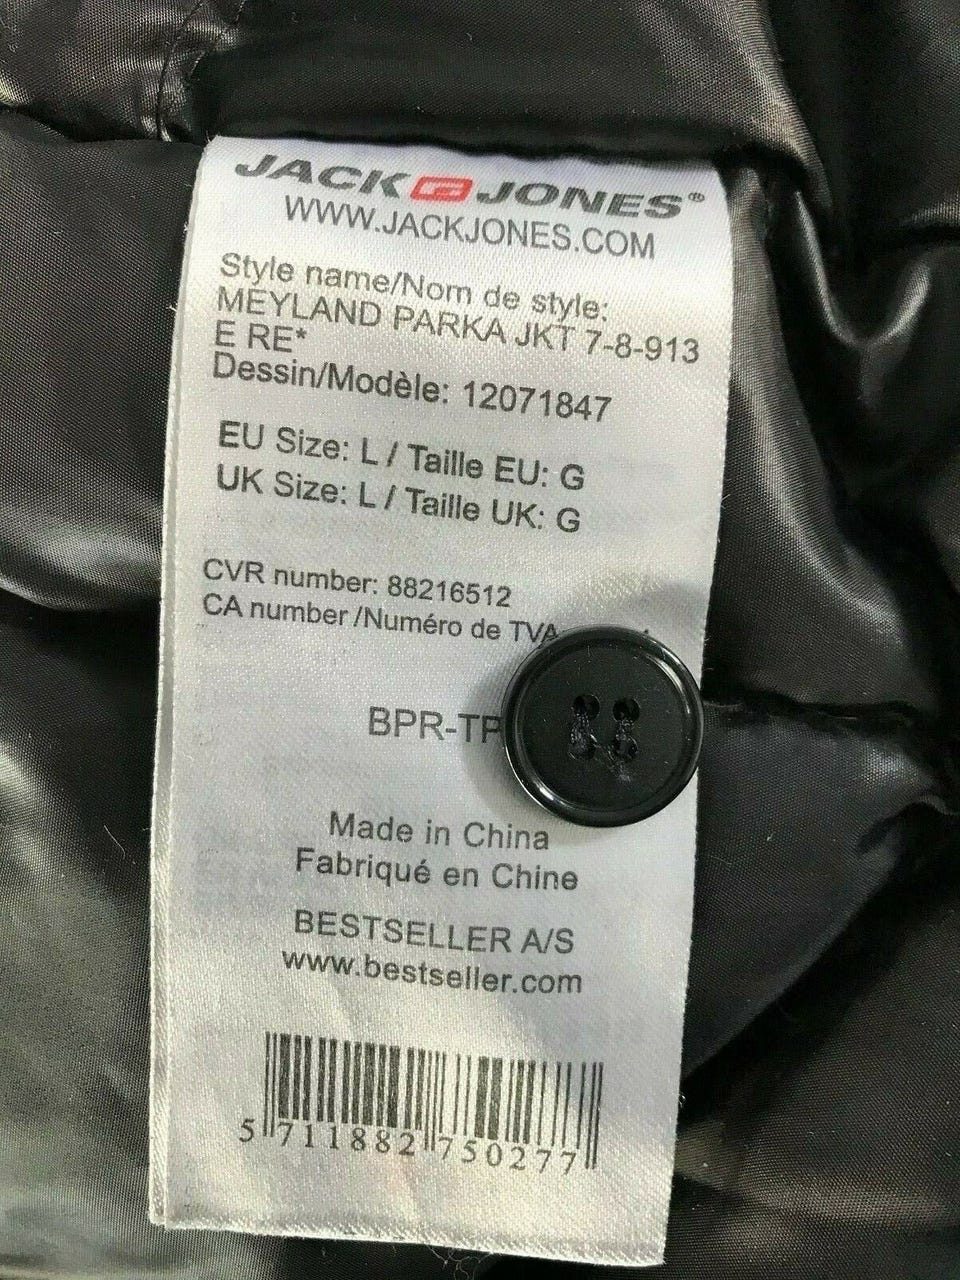 JACK JONES®
WWW.JACKJONES.COM
Style name/Nom de style:
MEYLAND PARKA JKT 7-8-913
E RE*
Dessin/Modèle: 12071847
EU Size: L / Taille EU: G
UK Size: L / Taille UK: G
CVR number: 88216512
CA number/Numéro de TVA
BPR-TP
Made in China
Fabriqué en Chine
BESTSELLER A/S
www.bestseller.com
5 711882 750277